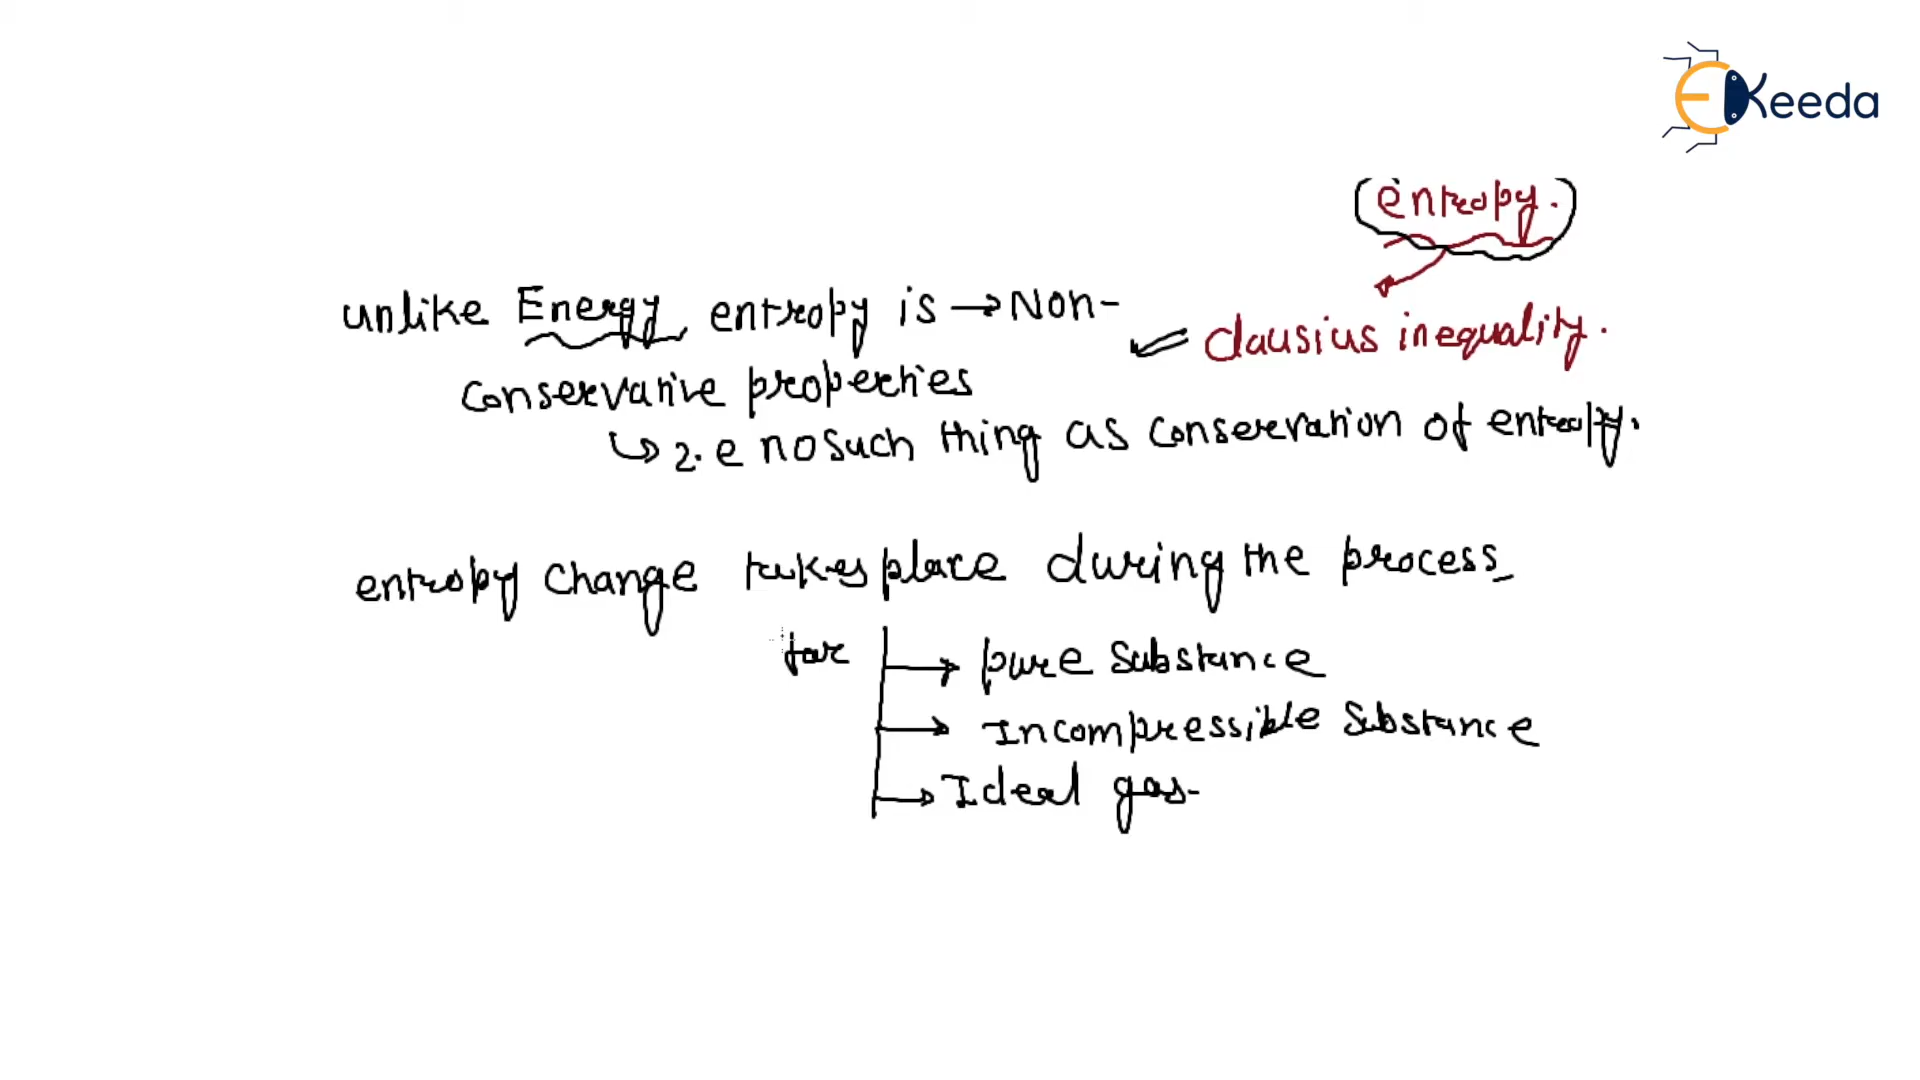 EKeeda
entropy.
unlike Energy, entropy is → Non-
clausius inequality.
conservative properties
↳ i.e no such thing as conservation of entropy.
entropy change takes place during the process
for
→ pure substance
→ Incompressible substance
→ Ideal gas.